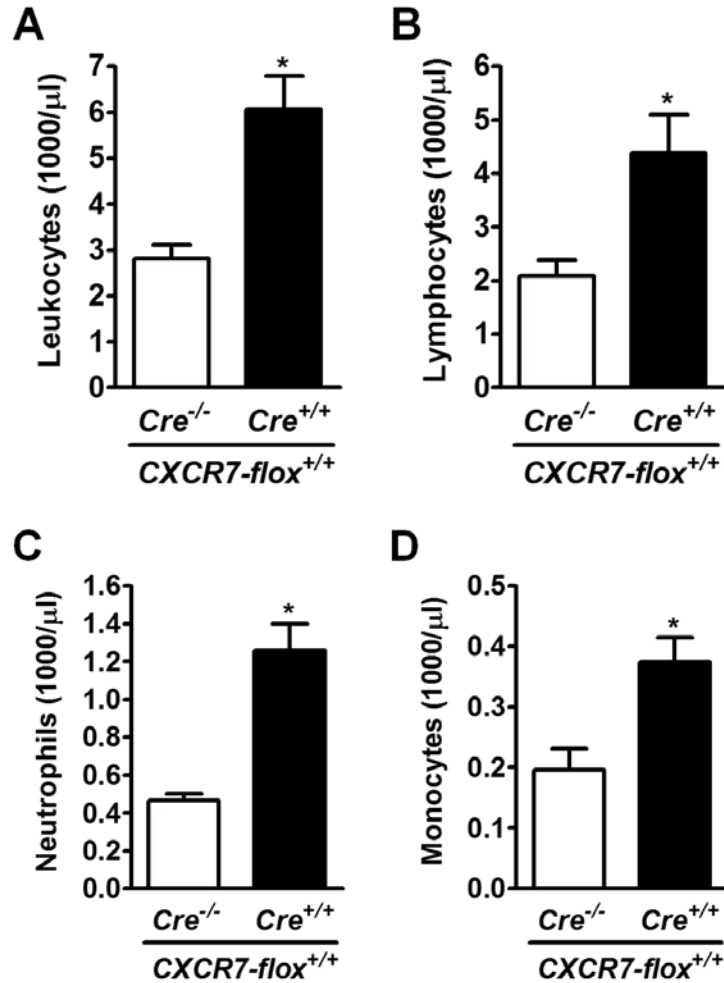 A
Leukocytes (1000/μl)
7
6
5
4
3
2
1
0
*
Cre-/- Cre+/+
CXCR7-flox+/+
B
Lymphocytes (1000/μl)
6
5
4
3
2
1
0
*
Cre-/- Cre+/+
CXCR7-flox+/+
C
Neutrophils (1000/μl)
1.6
1.4
1.2
1.0
0.8
0.6
0.4
0.2
0.0
*
Cre-/- Cre+/+
CXCR7-flox+/+
D
Monocytes (1000/μl)
0.5
0.4
0.3
0.2
0.1
0.0
*
Cre-/- Cre+/+
CXCR7-flox+/+